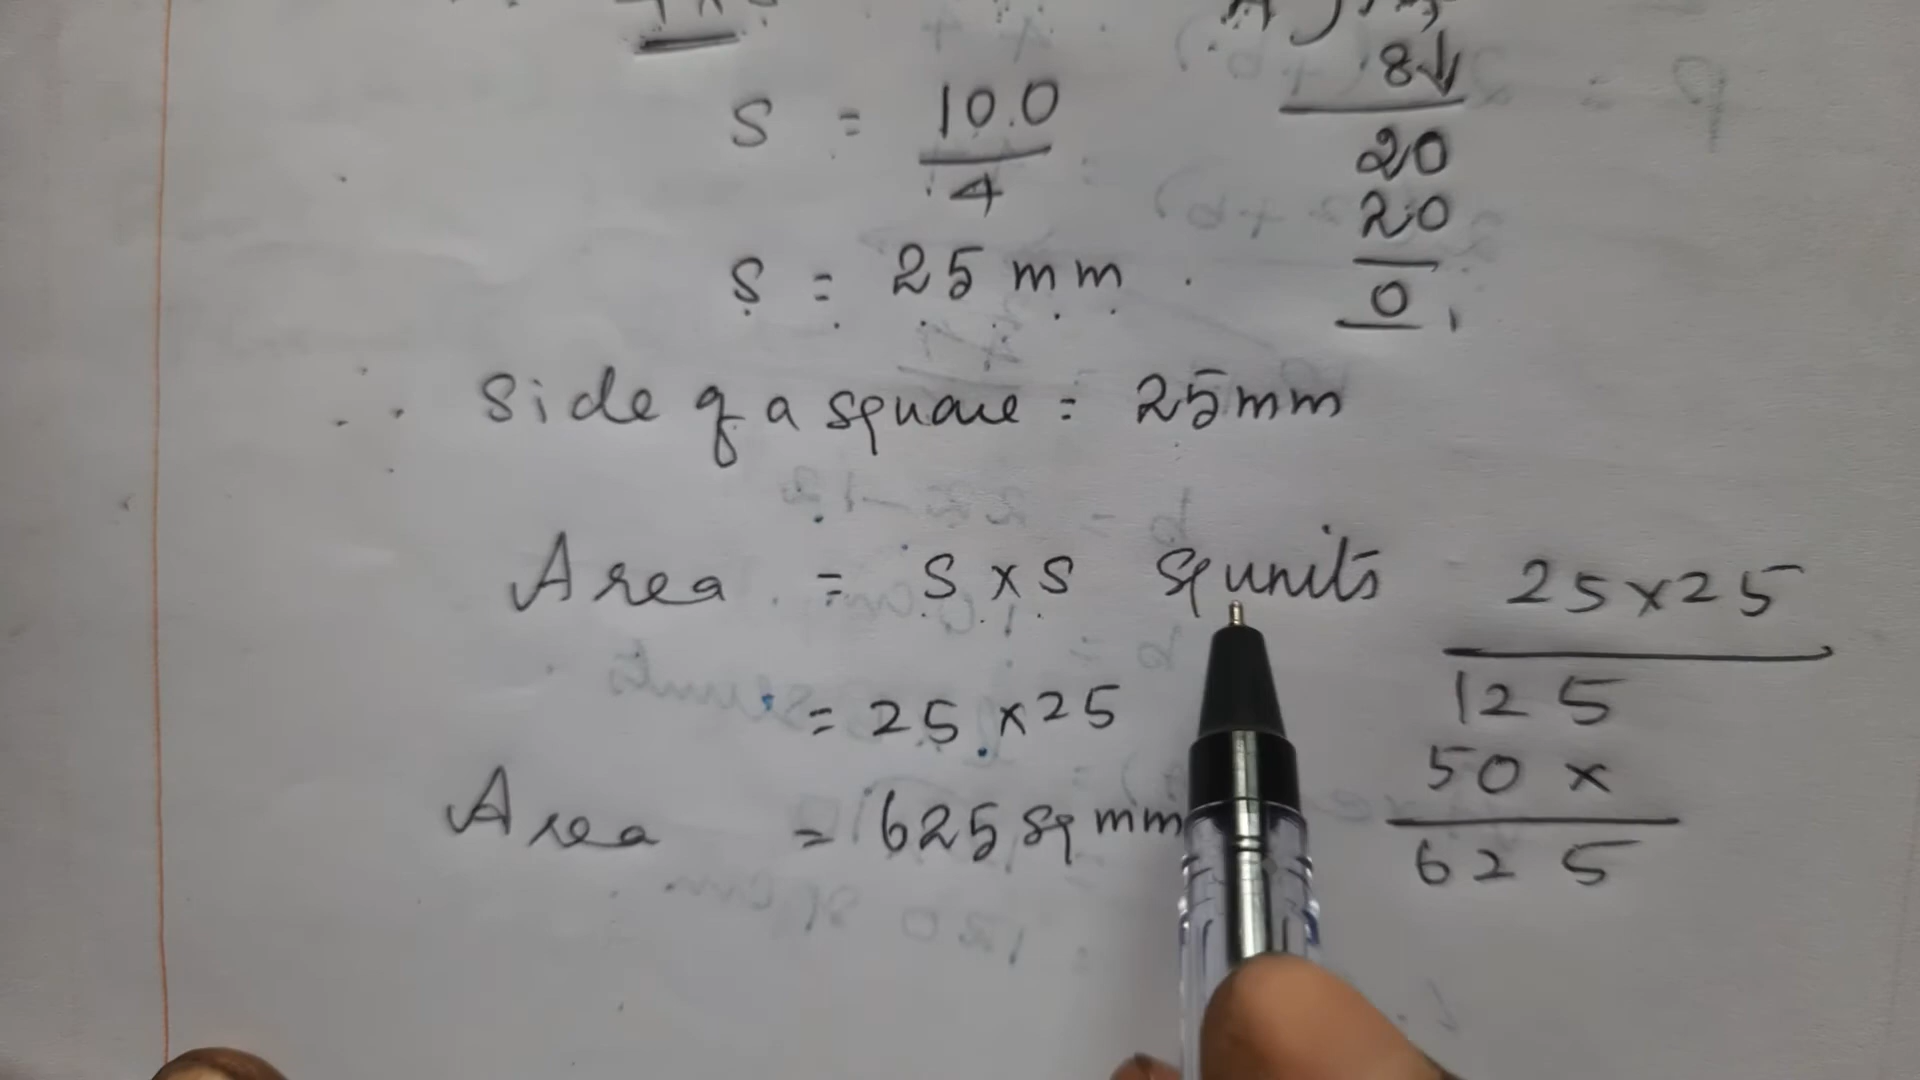 8↓
S = 100
4
20
20
0
S = 25 mm
∴ Side of a square = 25mm
Area = S x S sq units
= 25 x 25
Area = 625 sq mm
25x25
125
50 x
625